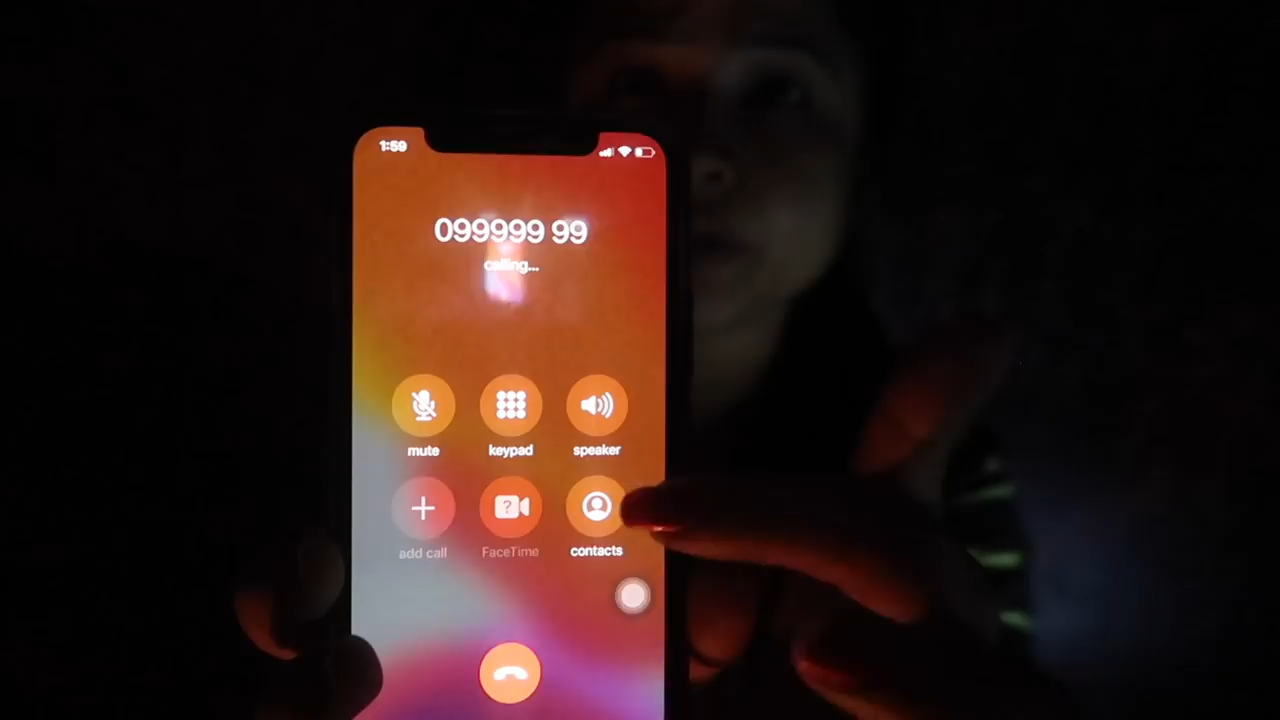 1:59
099999 99
calling...
mute
keypad
speaker
add call
FaceTime
contacts